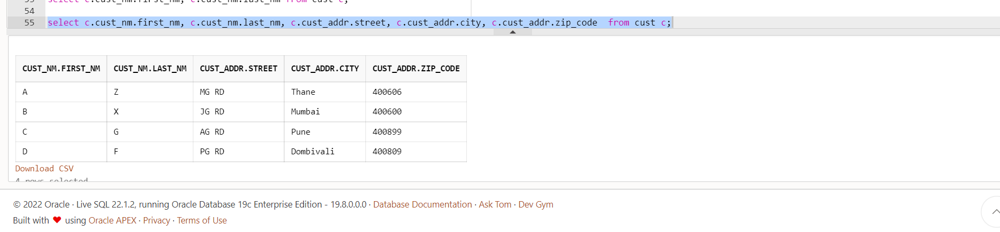 53 select c.cust_nm.first_nm, c.cust_nm.last_nm from cust c;
54
55 select c.cust_nm.first_nm, c.cust_nm.last_nm, c.cust_addr.street, c.cust_addr.city, c.cust_addr.zip_code  from cust c;
CUST_NM.FIRST_NM CUST_NM.LAST_NM CUST_ADDR.STREET CUST_ADDR.CITY CUST_ADDR.ZIP_CODE
A Z MG RD Thane 400606
B X JG RD Mumbai 400600
C G AG RD Pune 400899
D F PG RD Dombivali 400809
Download CSV
4 rows selected
© 2022 Oracle · Live SQL 22.1.2, running Oracle Database 19c Enterprise Edition - 19.8.0.0.0 · Database Documentation · Ask Tom · Dev Gym
Built with ❤ using Oracle APEX · Privacy · Terms of Use